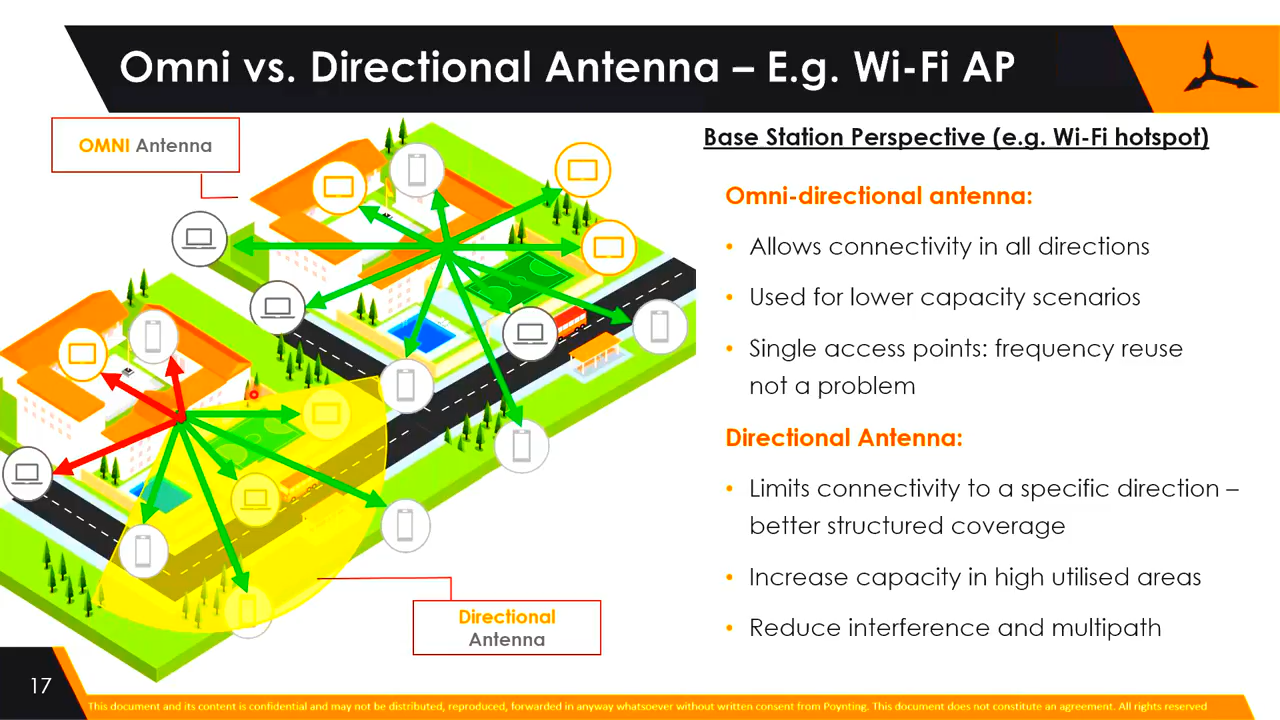 Omni vs. Directional Antenna – E.g. Wi-Fi AP
OMNI Antenna
Directional
Antenna
Base Station Perspective (e.g. Wi-Fi hotspot)
Omni-directional antenna:
• Allows connectivity in all directions
• Used for lower capacity scenarios
• Single access points: frequency reuse
not a problem
Directional Antenna:
• Limits connectivity to a specific direction –
better structured coverage
• Increase capacity in high utilised areas
• Reduce interference and multipath
17
This document and its content is confidential and may not be distributed, reproduced, forwarded in anyway whatsoever without written consent from Poynting. This document does not constitute an agreement. All rights reserved